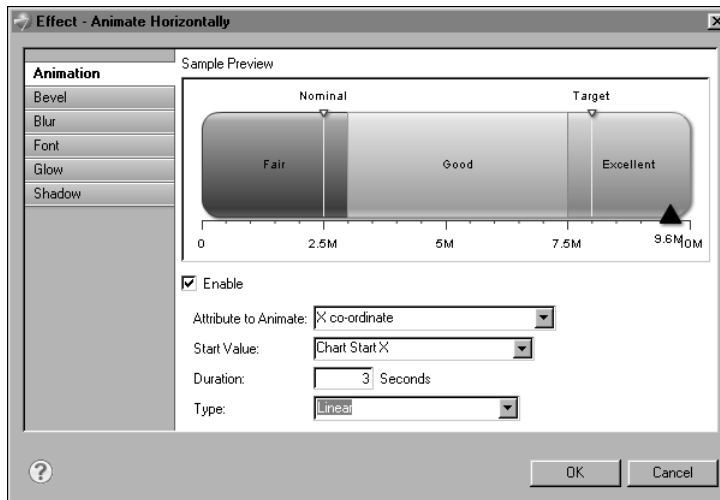 Effect - Animate Horizontally
Animation
Bevel
Blur
Font
Glow
Shadow
Sample Preview
Nominal Target
Fair Good Excellent
0 2.5M 5M 7.5M 9.6M 0M
Enable
Attribute to Animate: X co-ordinate
Start Value: Chart Start X
Duration: 3 Seconds
Type: Linear
? OK Cancel